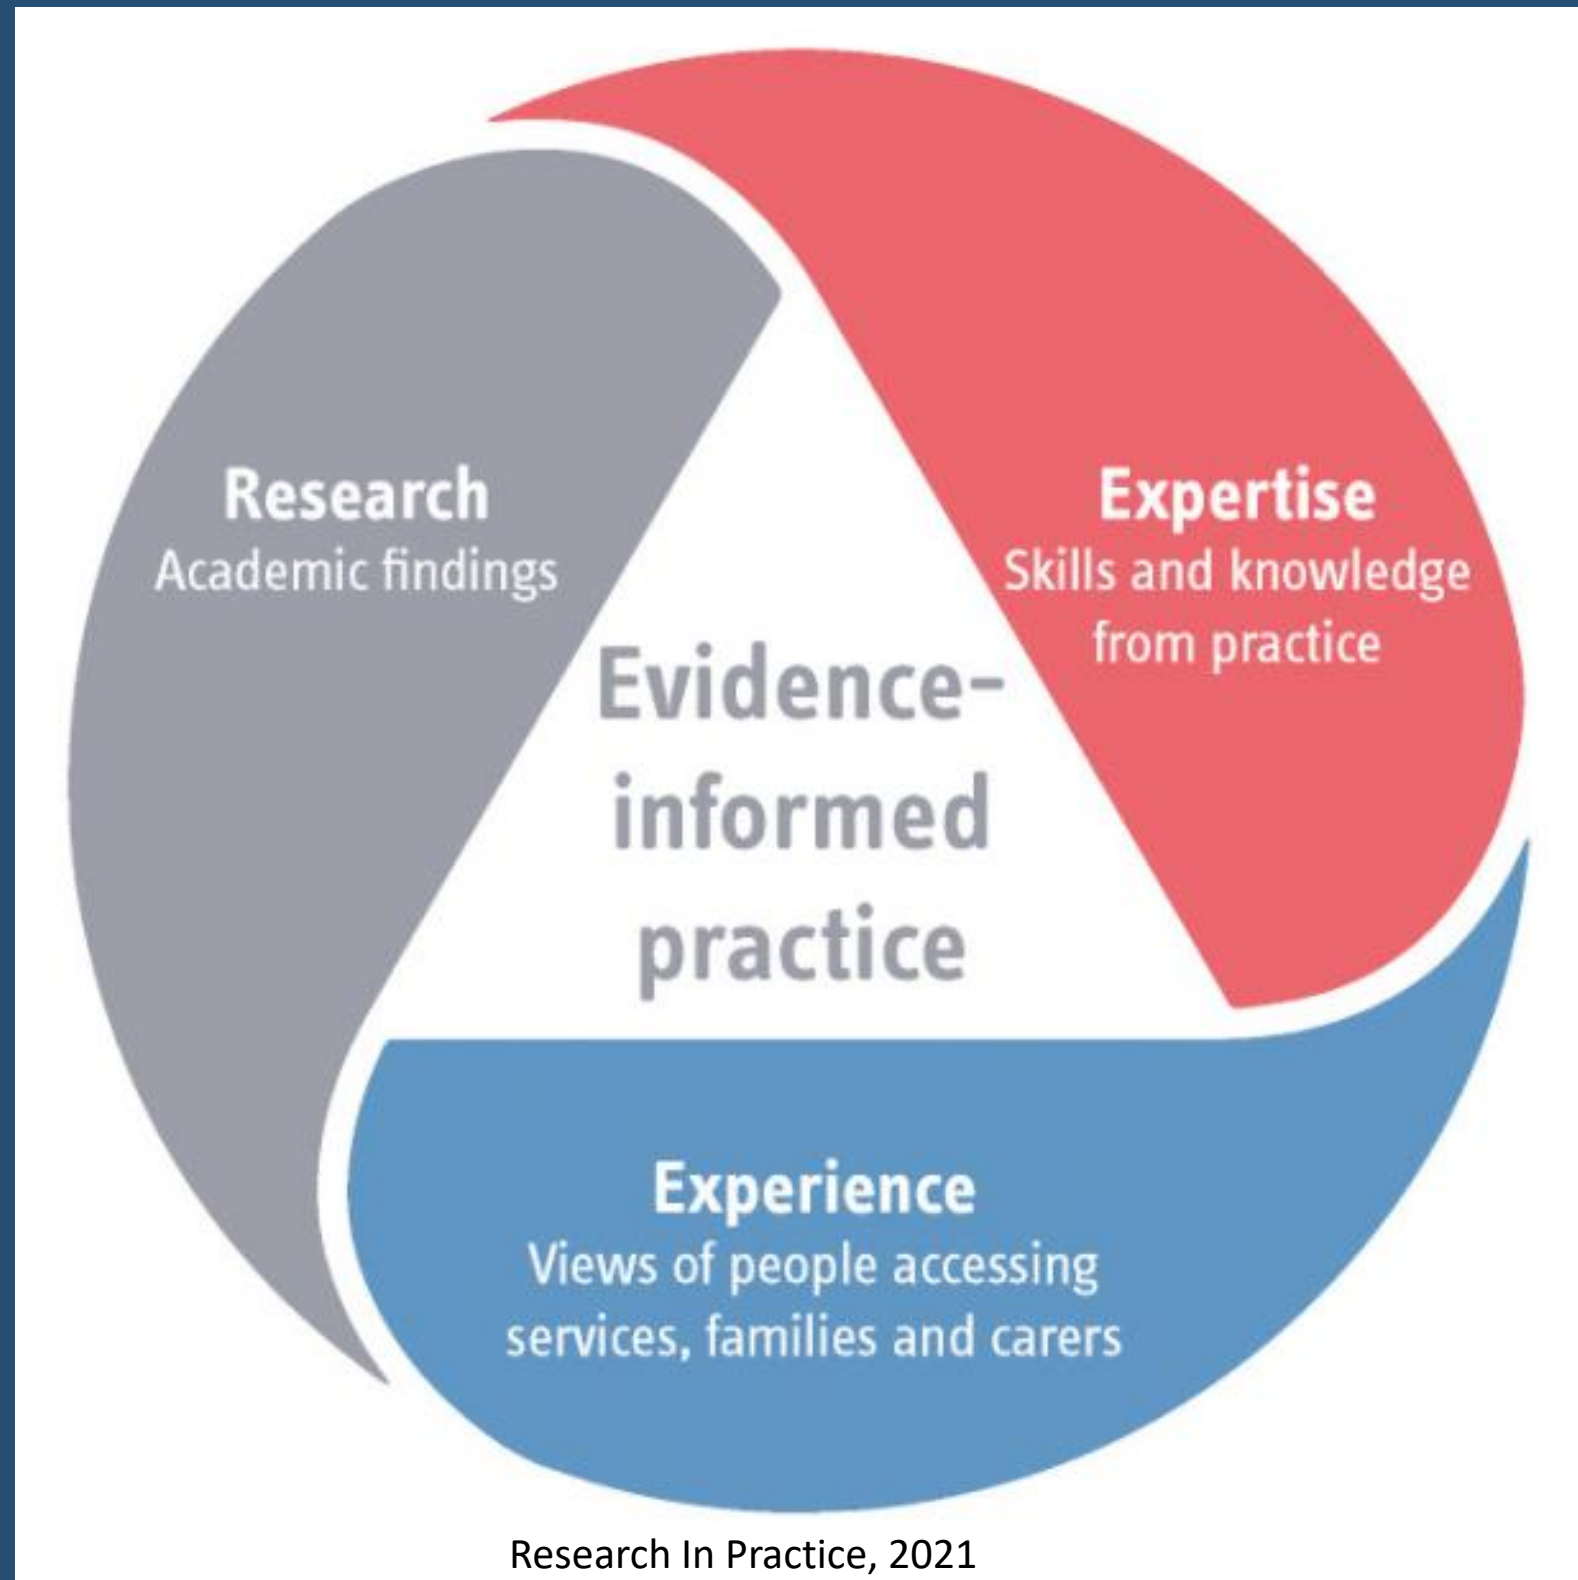 Research
Academic findings
Expertise
Skills and knowledge
from practice
Evidence-
informed
practice
Experience
Views of people accessing
services, families and carers
Research In Practice, 2021